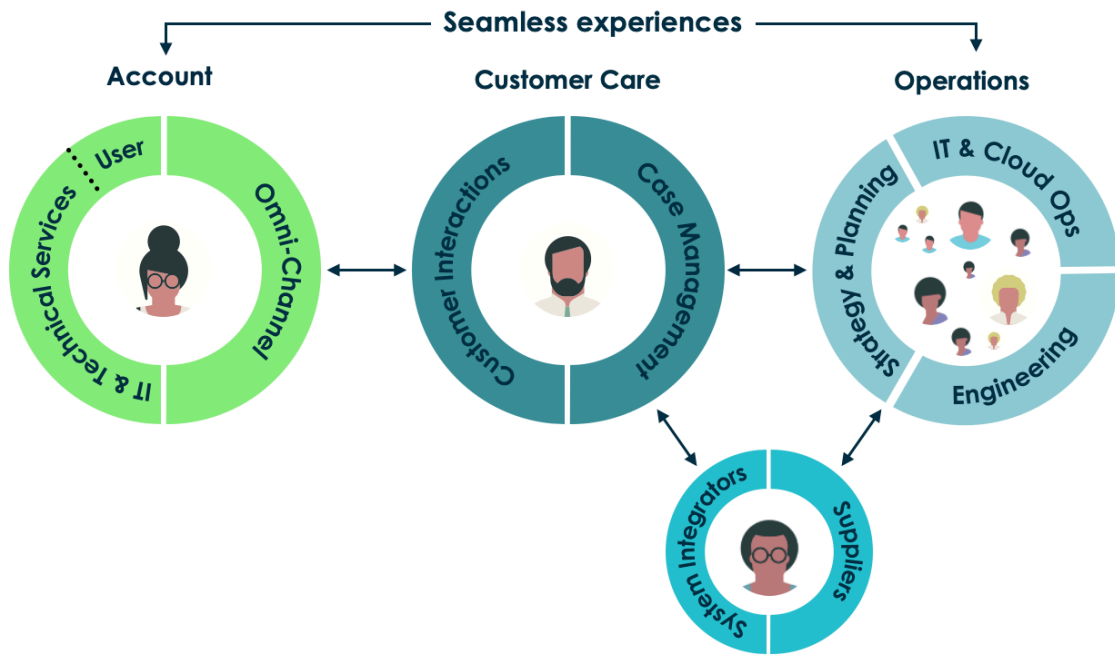 Seamless experiences
Account
Customer Care
Operations
User
IT & Technical Services
Omni-Channel
Customer Interactions
Case Management
Strategy & Planning
IT & Cloud Ops
Engineering
System Integrators
Suppliers